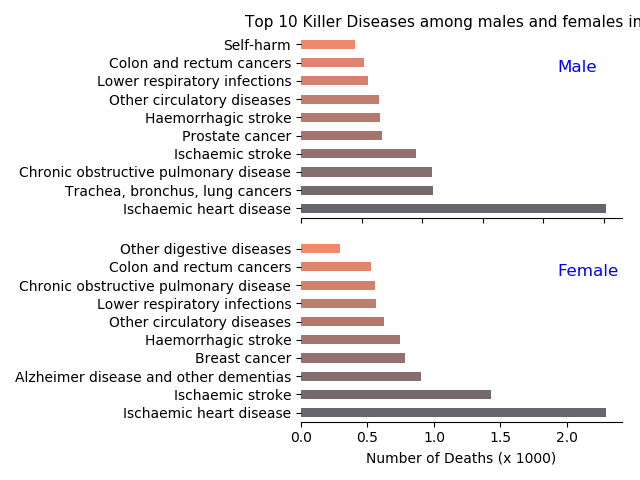 Top 10 Killer Diseases among males and females in
Self-harm
Colon and rectum cancers
Male
Lower respiratory infections
Other circulatory diseases
Haemorrhagic stroke
Prostate cancer
Ischaemic stroke
Chronic obstructive pulmonary disease
Trachea, bronchus, lung cancers
Ischaemic heart disease
Other digestive diseases
Colon and rectum cancers
Female
Chronic obstructive pulmonary disease
Lower respiratory infections
Other circulatory diseases
Haemorrhagic stroke
Breast cancer
Alzheimer disease and other dementias
Ischaemic stroke
Ischaemic heart disease
0.0 0.5 1.0 1.5 2.0
Number of Deaths (x 1000)